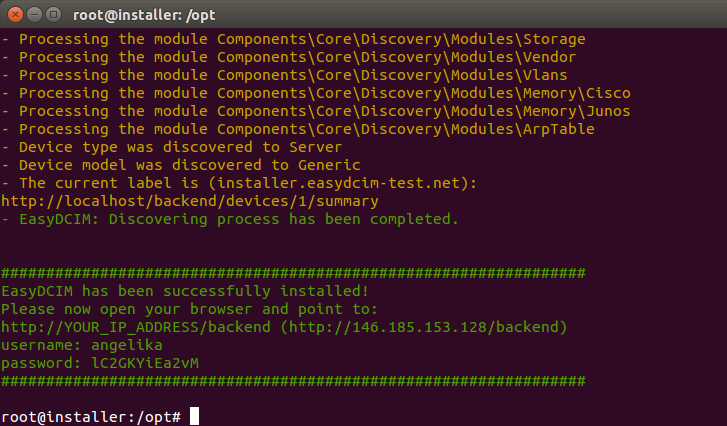 root@installer: /opt
- Processing the module Components\Core\Discovery\Modules\Storage
- Processing the module Components\Core\Discovery\Modules\Vendor
- Processing the module Components\Core\Discovery\Modules\Vlans
- Processing the module Components\Core\Discovery\Modules\Memory\Cisco
- Processing the module Components\Core\Discovery\Modules\Memory\Junos
- Processing the module Components\Core\Discovery\Modules\ArpTable
- Device type was discovered to Server
- Device model was discovered to Generic
- The current label is (installer.easydcim-test.net):
http://localhost/backend/devices/1/summary
- EasyDCIM: Discovering process has been completed.
#################################################################
EasyDCIM has been successfully installed!
Please now open your browser and point to:
http://YOUR_IP_ADDRESS/backend (http://146.185.153.128/backend)
username: angelika
password: lC2GKYiEa2vM
#################################################################
root@installer:/opt#